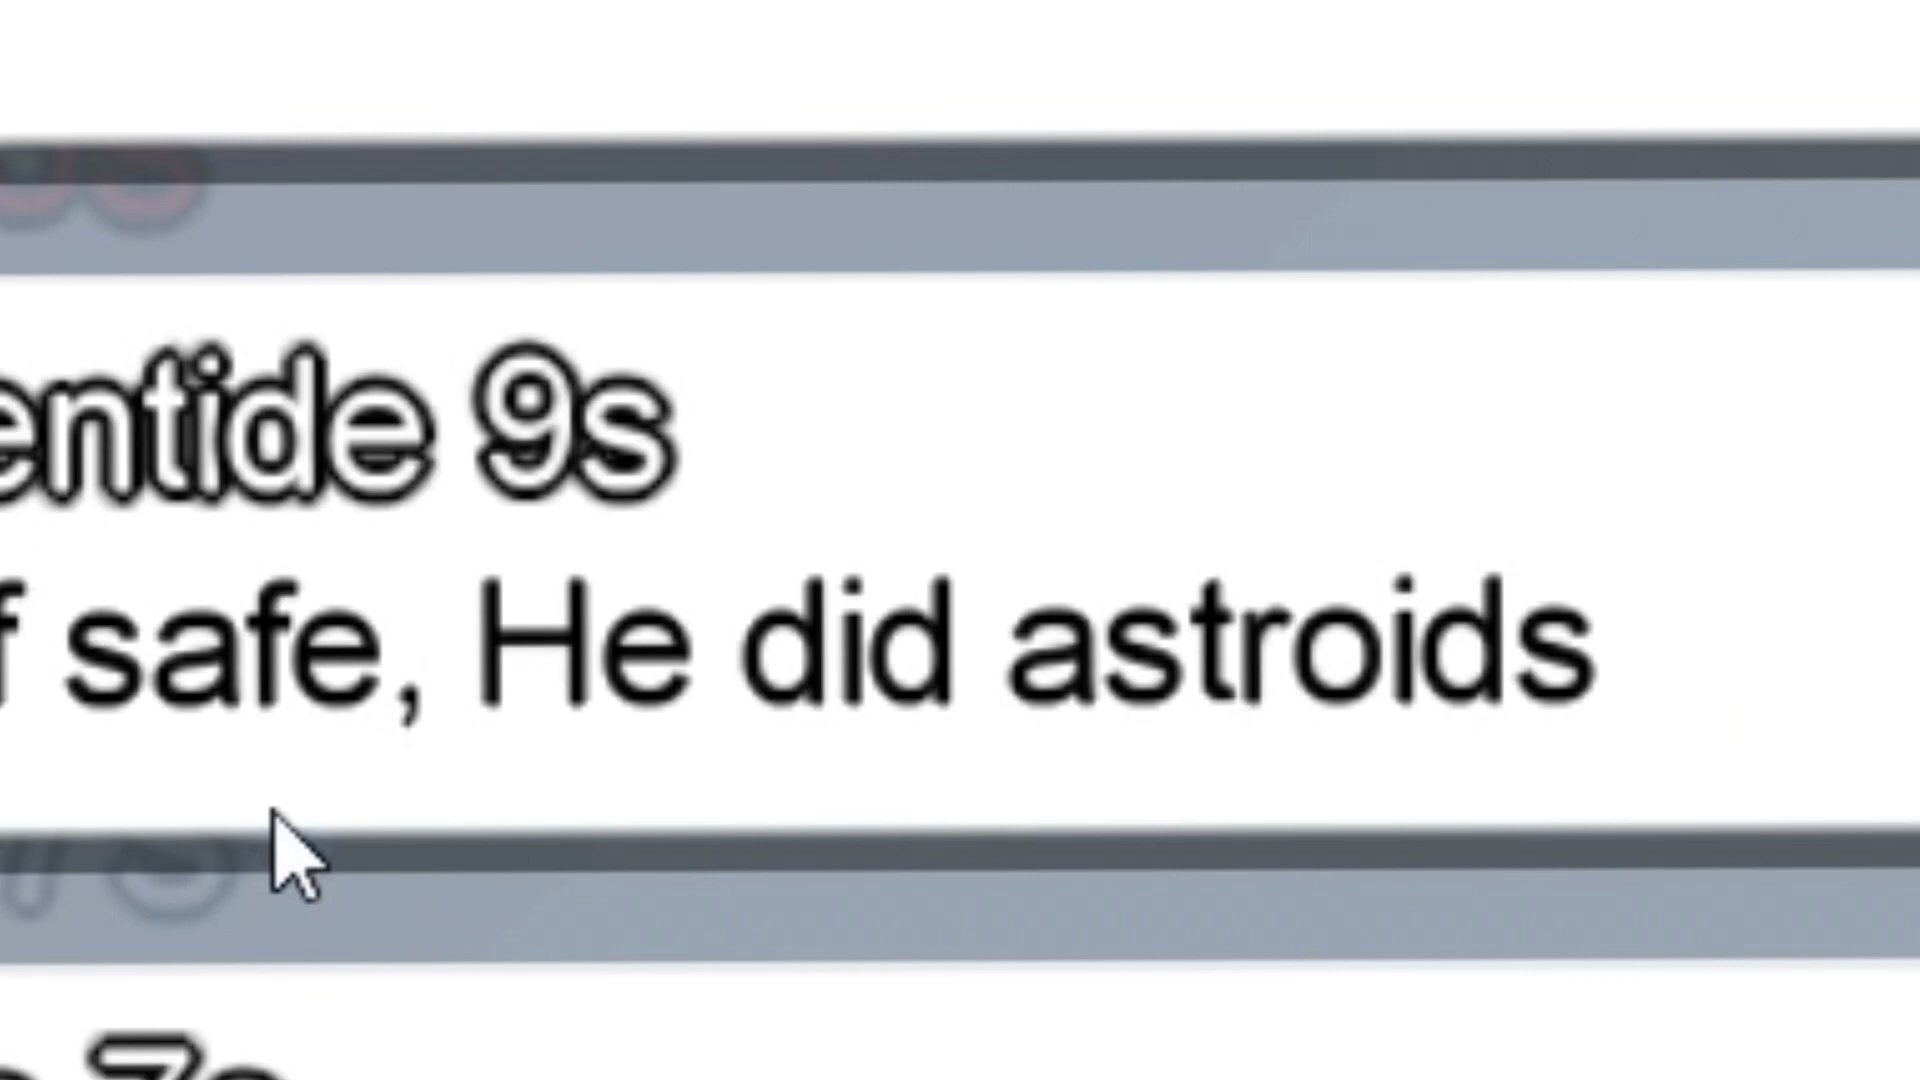 entide 9s
f safe, He did astroids